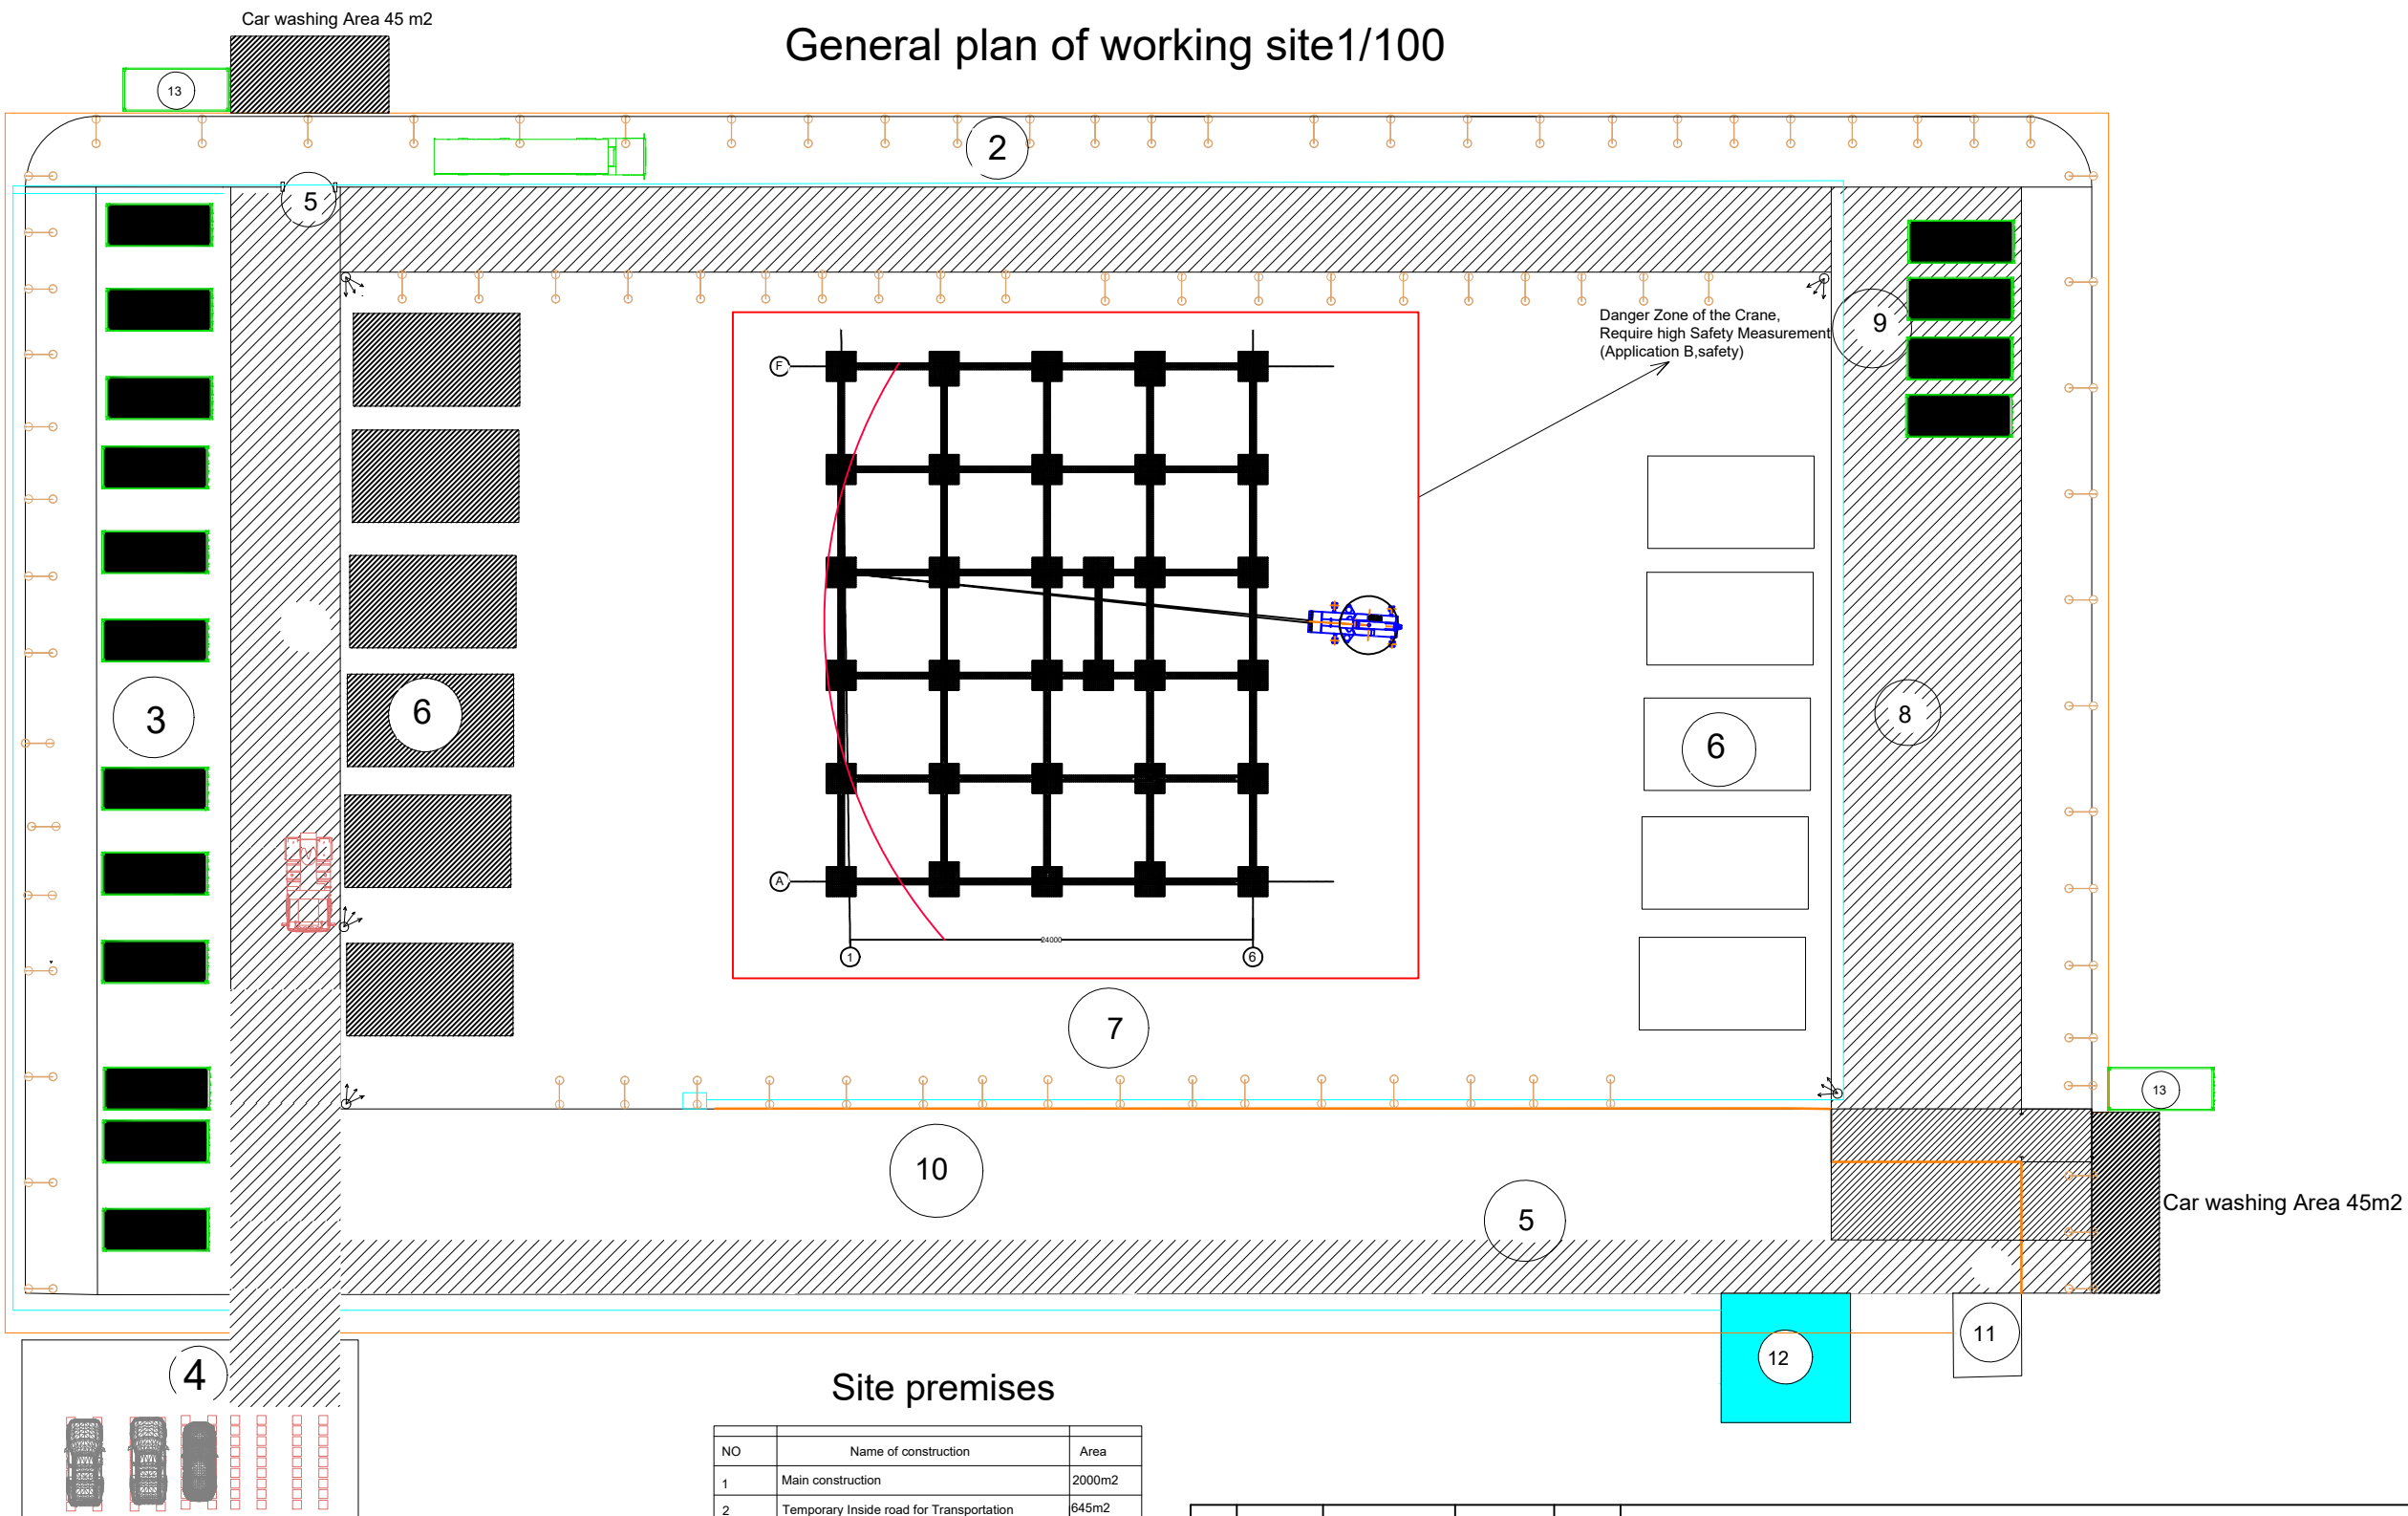 Car washing Area 45 m2
General plan of working site1/100
13
2
5
Danger Zone of the Crane,
Require high Safety Measurement
(Application B,safety)
9
F
3
6
6
8
A
24000
1
6
7
13
10
5
Car washing Area 45m2
11
12
4
Site premises
NO Name of construction Area
1 Main construction 2000m2
2 Temporary Inside road for Transportation 645m2